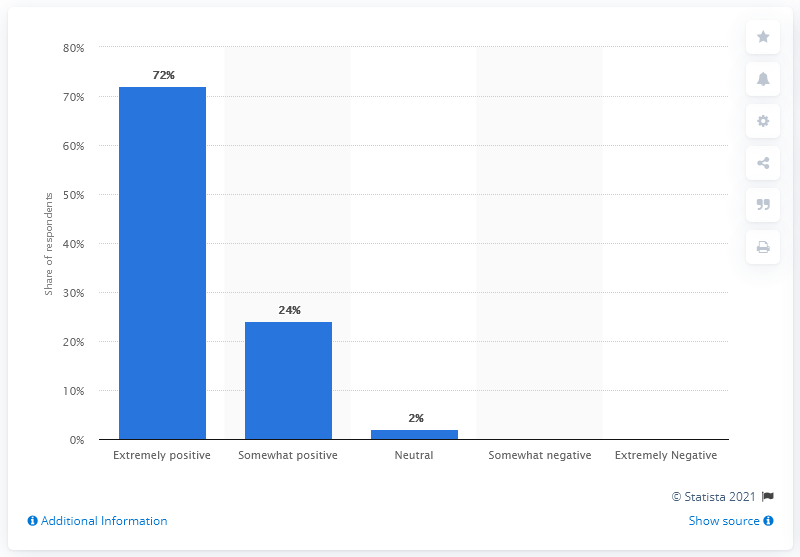 80%
70%
60%
50%
40%
30%
20%
10%
0%
Share of respondents
72%
24%
2%
Extremely positive
Somewhat positive
Neutral
Somewhat negative
Extremely Negative
© Statista 2021
Additional Information
Show source